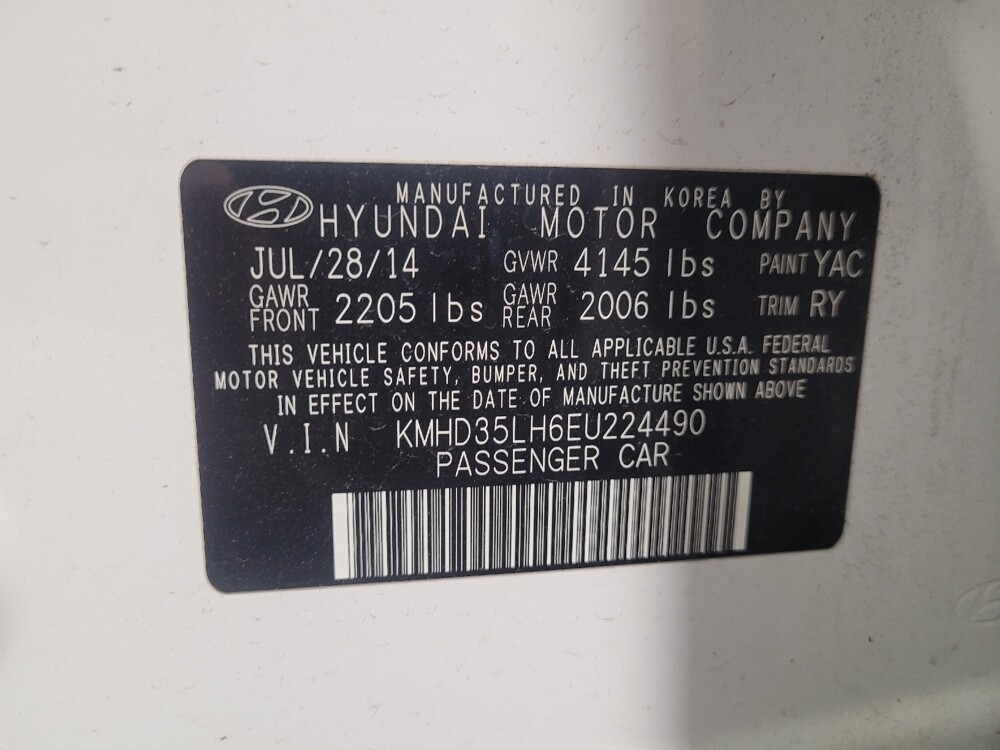 MANUFACTURED IN KOREA BY
HYUNDAI MOTOR COMPANY
JUL/28/14 GVWR 4145 lbs PAINT YAC
GAWR FRONT 2205 lbs GAWR REAR 2006 lbs TRIM RY
THIS VEHICLE CONFORMS TO ALL APPLICABLE U.S.A. FEDERAL
MOTOR VEHICLE SAFETY, BUMPER, AND THEFT PREVENTION STANDARDS
IN EFFECT ON THE DATE OF MANUFACTURE SHOWN ABOVE
V.I.N KMHD35LH6EU224490
PASSENGER CAR